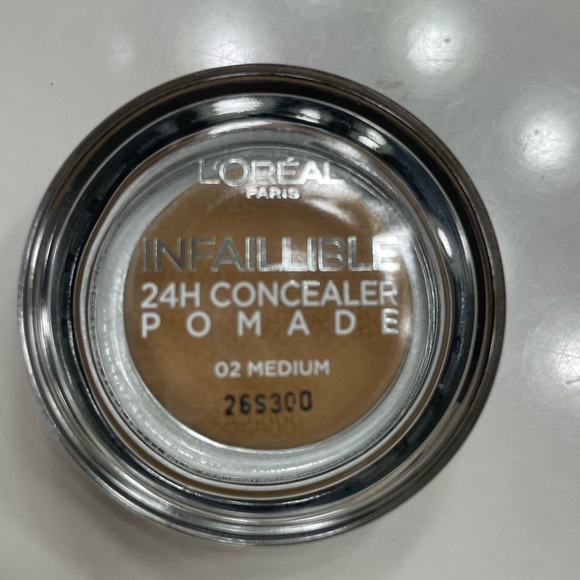 L'ORÉAL
PARIS
INFAILLIBLE
24H CONCEALER
POMADE
02 MEDIUM
26S300